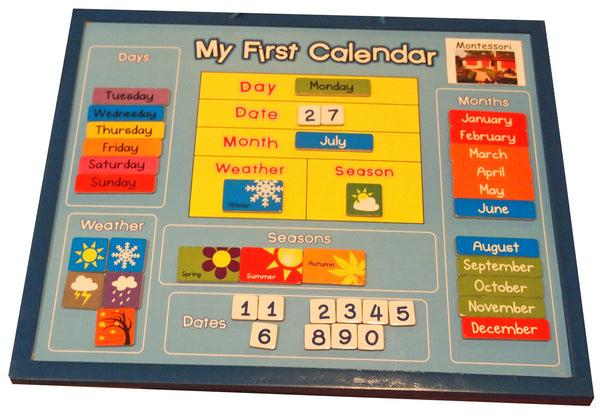 My First Calendar
Montessori
Days
Tuesday
Wednesday
Thursday
Friday
Saturday
Sunday
Day Monday
Date 2 7
Month July
Weather Season
Winter
Months
January
February
March
April
May
June
August
September
October
November
December
Weather
Seasons
Spring Summer Autumn
Dates
1 1 2 3 4 5
6 8 9 0